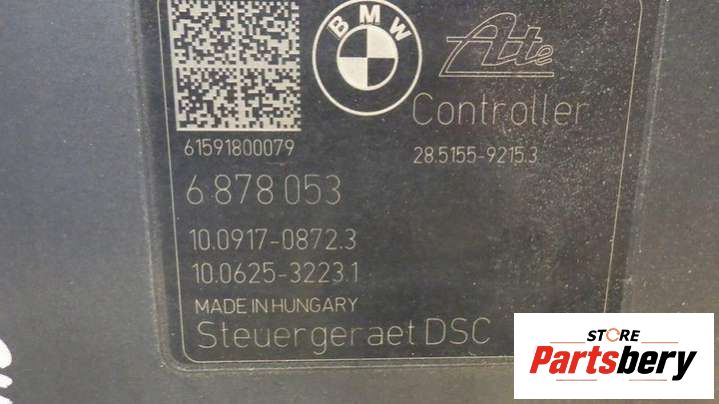 BMW
Ate
Controller
61591800079
28.5155-9215.3
6 878 053
10.0917-0872.3
10.0625-3223.1
MADE IN HUNGARY
Steuergeraet DSC
STORE
Partsbery